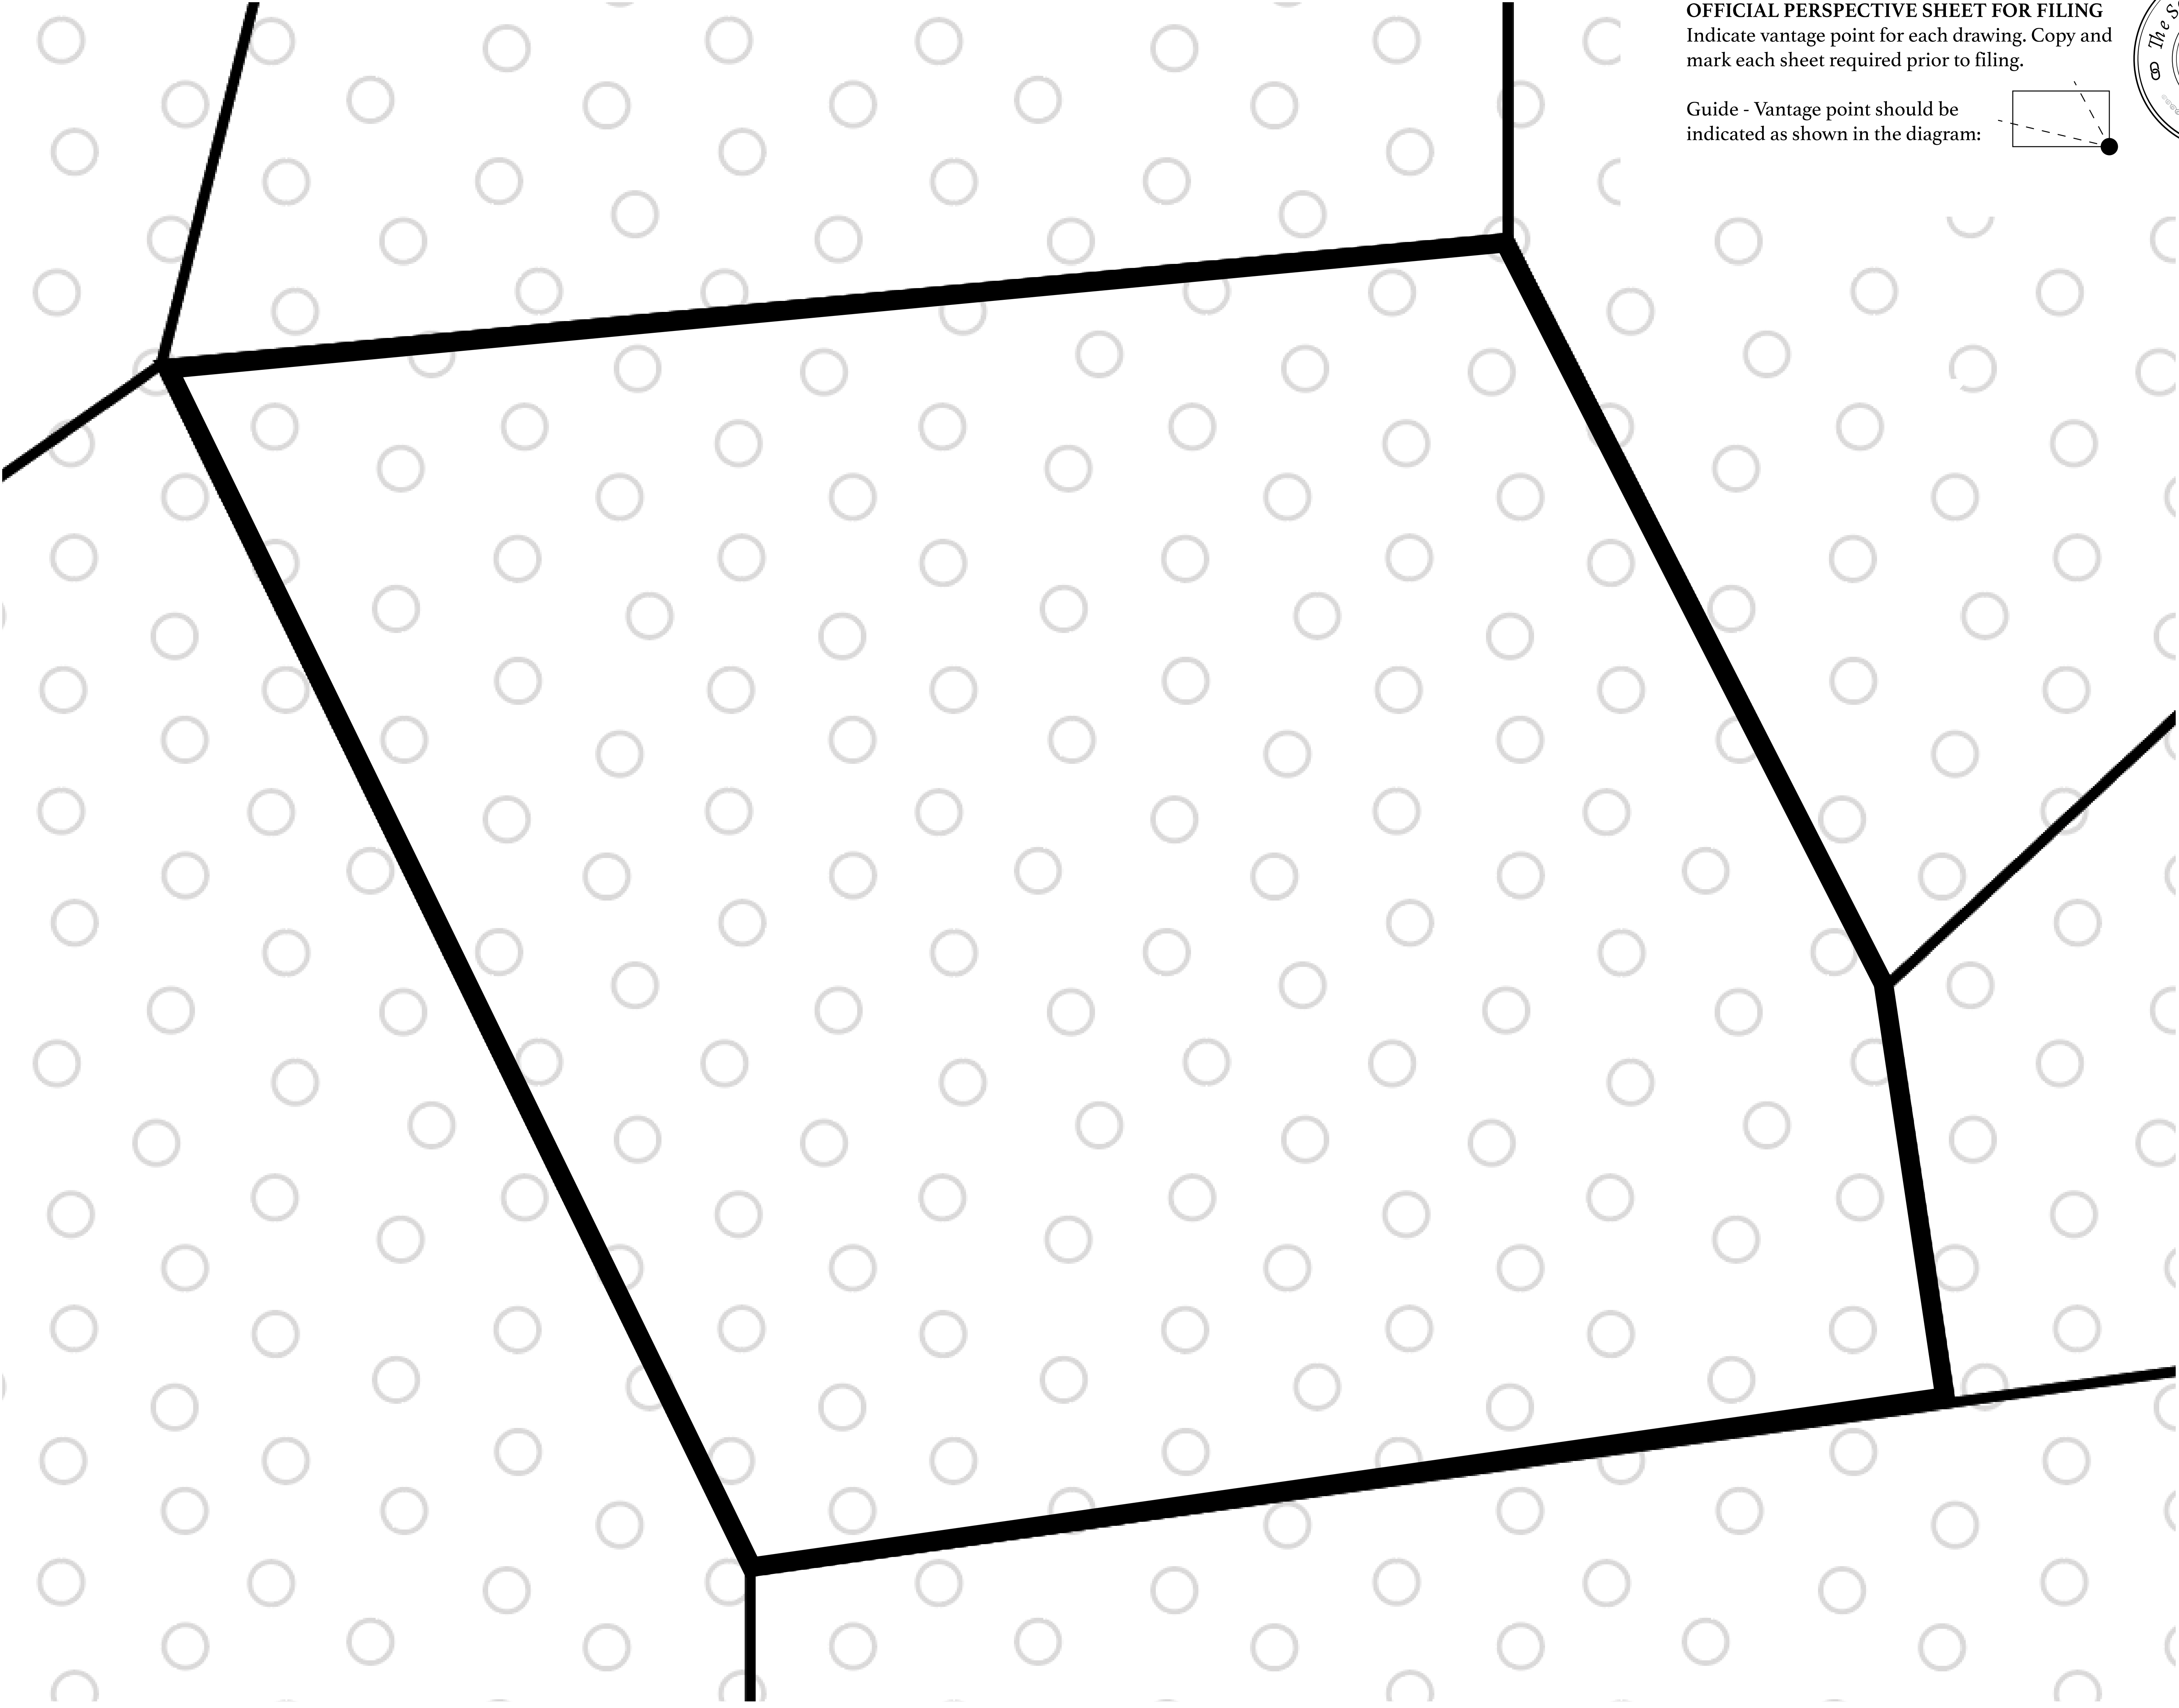 OFFICIAL PERSPECTIVE SHEET FOR FILING
Indicate vantage point for each drawing. Copy and
mark each sheet required prior to filing.
Guide - Vantage point should be
indicated as shown in the diagram:
The